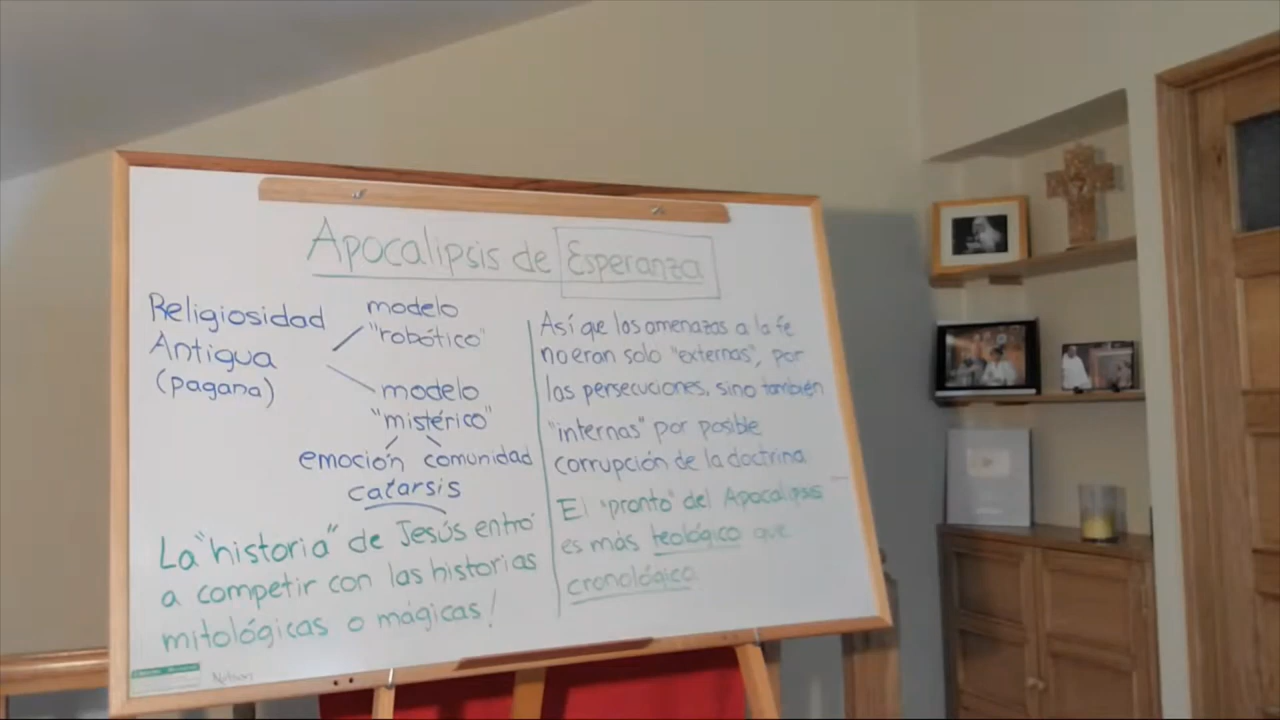 Apocalipsis de Esperanza
Religiosidad
Antigua
(pagana)
modelo
"robótico"
modelo
"mistérico"
emoción comunidad
catarsis
La "historia" de Jesús entró
a competir con las historias
mitológicas o mágicas!
Así que las amenazas a la fe
no eran solo "externas", por
las persecuciones, sino también
"internas" por posible
corrupción de la doctrina
El "pronto" del Apocalipsis
es más teológico que
cronológico
Nelson